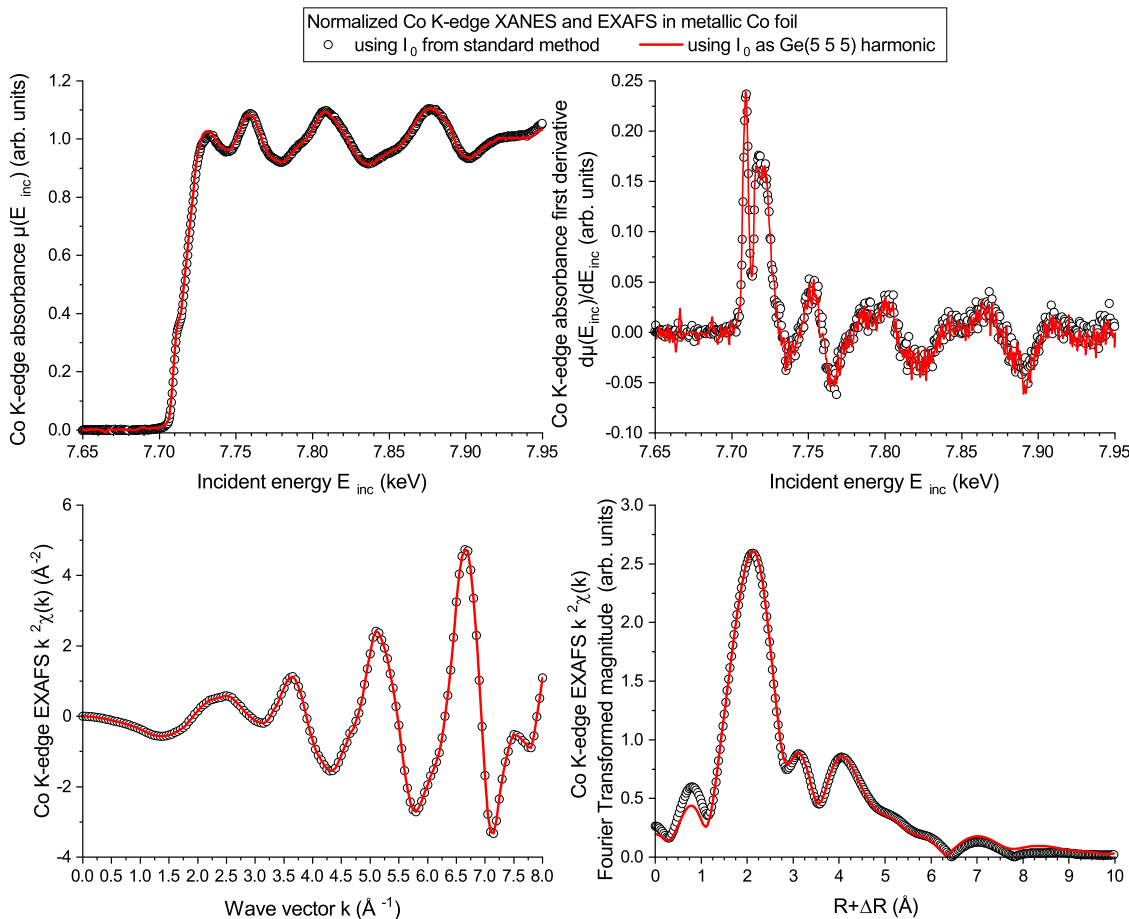 Normalized Co K-edge XANES and EXAFS in metallic Co foil
using I 0 from standard method using I 0 as Ge(5 5 5) harmonic
Co K-edge absorbance μ(E inc) (arb. units)
1.2
1.0
0.8
0.6
0.4
0.2
0.0
7.65 7.70 7.75 7.80 7.85 7.90 7.95
Incident energy E inc (keV)
Co K-edge absorbance first derivative
dμ(E inc)/dE inc (arb. units)
0.25
0.20
0.15
0.10
0.05
0.00
-0.05
-0.10
7.65 7.70 7.75 7.80 7.85 7.90 7.95
Incident energy E inc (keV)
Co K-edge EXAFS k 2χ(k) (Å -2)
6
4
2
0
-2
-4
0.0 0.5 1.0 1.5 2.0 2.5 3.0 3.5 4.0 4.5 5.0 5.5 6.0 6.5 7.0 7.5 8.0
Wave vector k (Å -1)
Co K-edge EXAFS k 2χ(k)
Fourier Transformed magnitude (arb. units)
3.0
2.5
2.0
1.5
1.0
0.5
0.0
0 1 2 3 4 5 6 7 8 9 10
R+ΔR (Å)